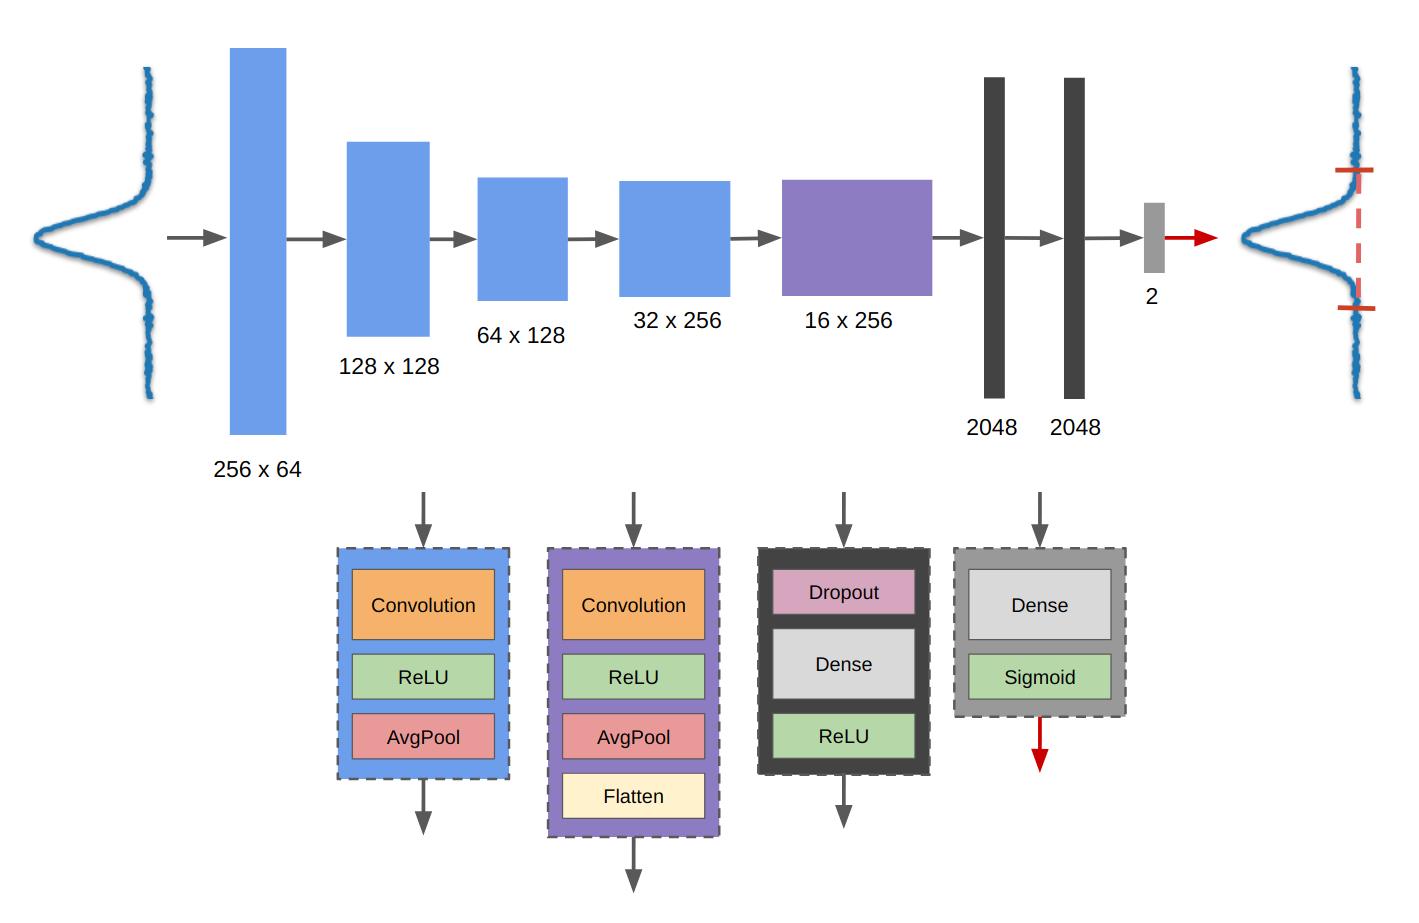 256 x 64
128 x 128
64 x 128
32 x 256
16 x 256
2048
2048
2
Convolution
ReLU
AvgPool
Convolution
ReLU
AvgPool
Flatten
Dropout
Dense
ReLU
Dense
Sigmoid